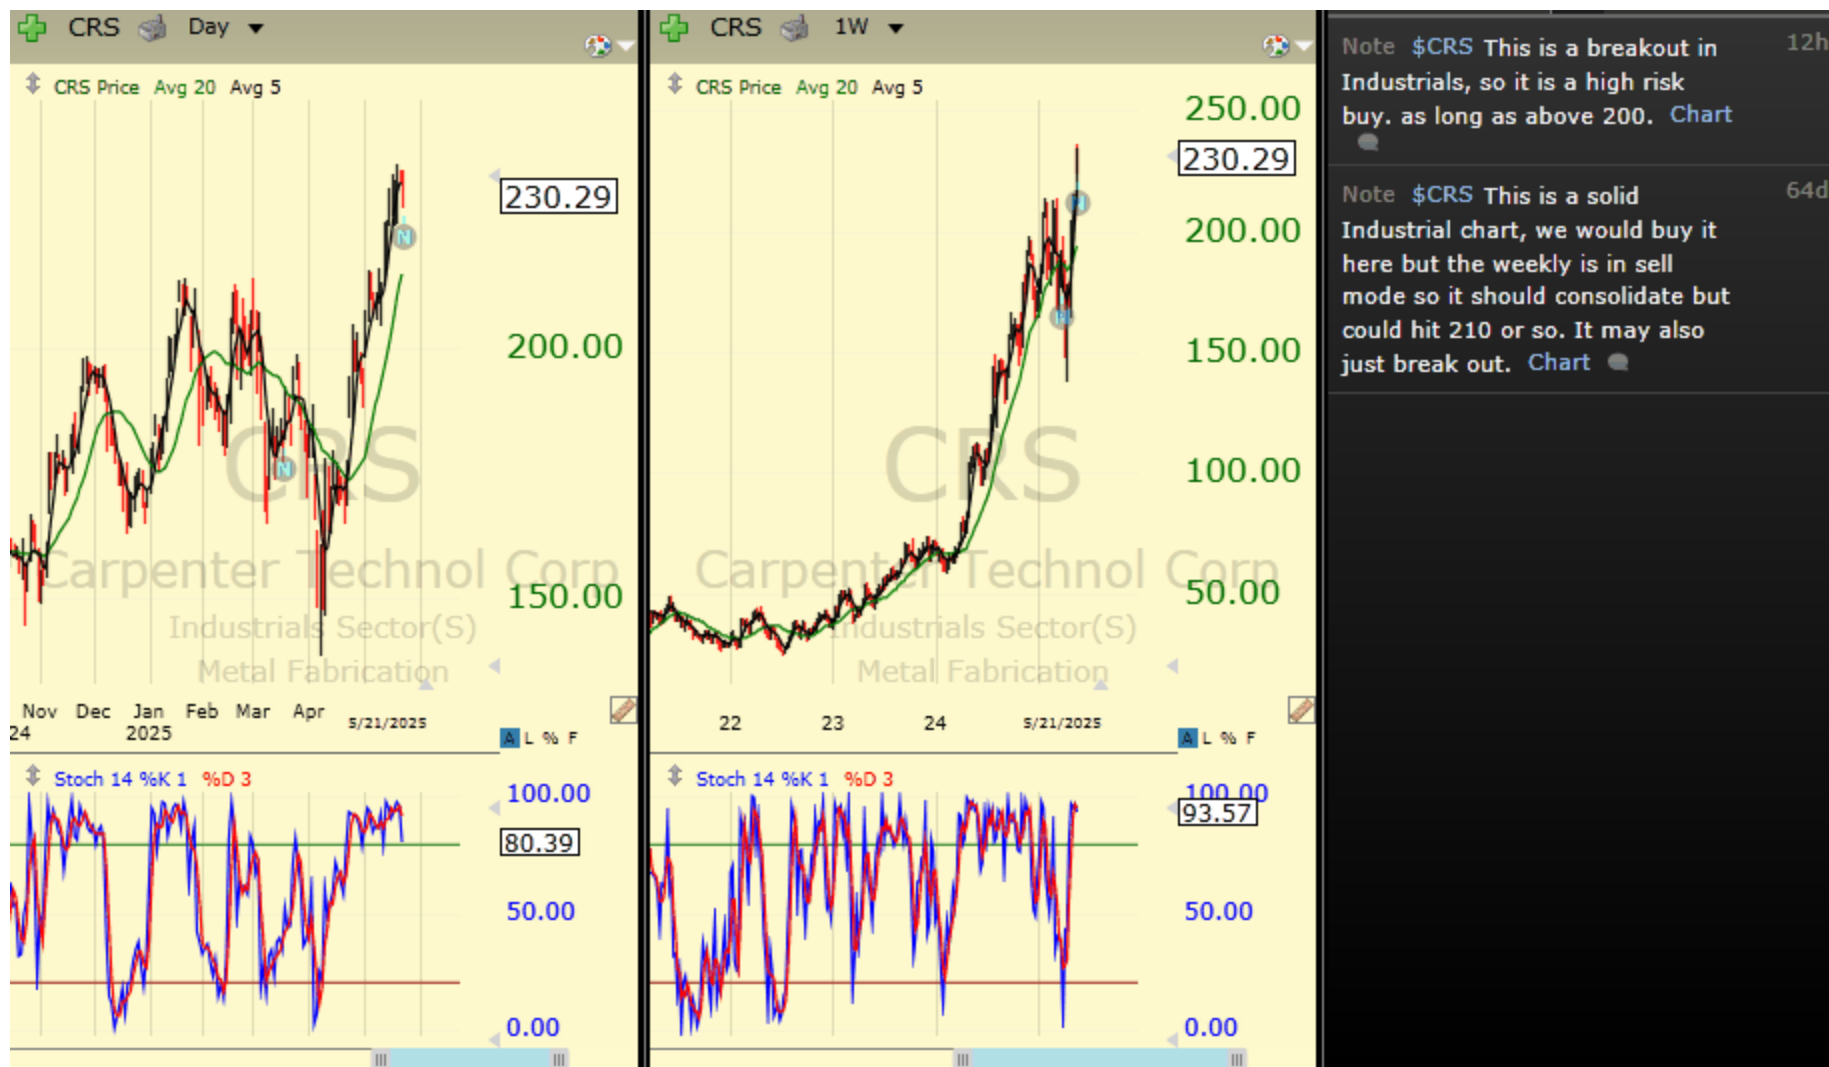 CRS Day
CRS Price Avg 20 Avg 5
230.29
200.00
150.00
CRS
Carpenter Technol Corp
Industrials Sector(S)
Metal Fabrication
Nov Dec Jan Feb Mar Apr 5/21/2025
24 2025
A L % F
Stoch 14 %K 1 %D 3
100.00
80.39
50.00
0.00
N
N
CRS 1W
CRS Price Avg 20 Avg 5
250.00
230.29
200.00
150.00
100.00
50.00
CRS
Carpenter Technol Corp
Industrials Sector(S)
Metal Fabrication
22 23 24 5/21/2025
A L % F
Stoch 14 %K 1 %D 3
100.00
93.57
50.00
0.00
N
N
Note $CRS This is a breakout in 12h
Industrials, so it is a high risk
buy. as long as above 200. Chart
Note $CRS This is a solid 64d
Industrial chart, we would buy it
here but the weekly is in sell
mode so it should consolidate but
could hit 210 or so. It may also
just break out. Chart